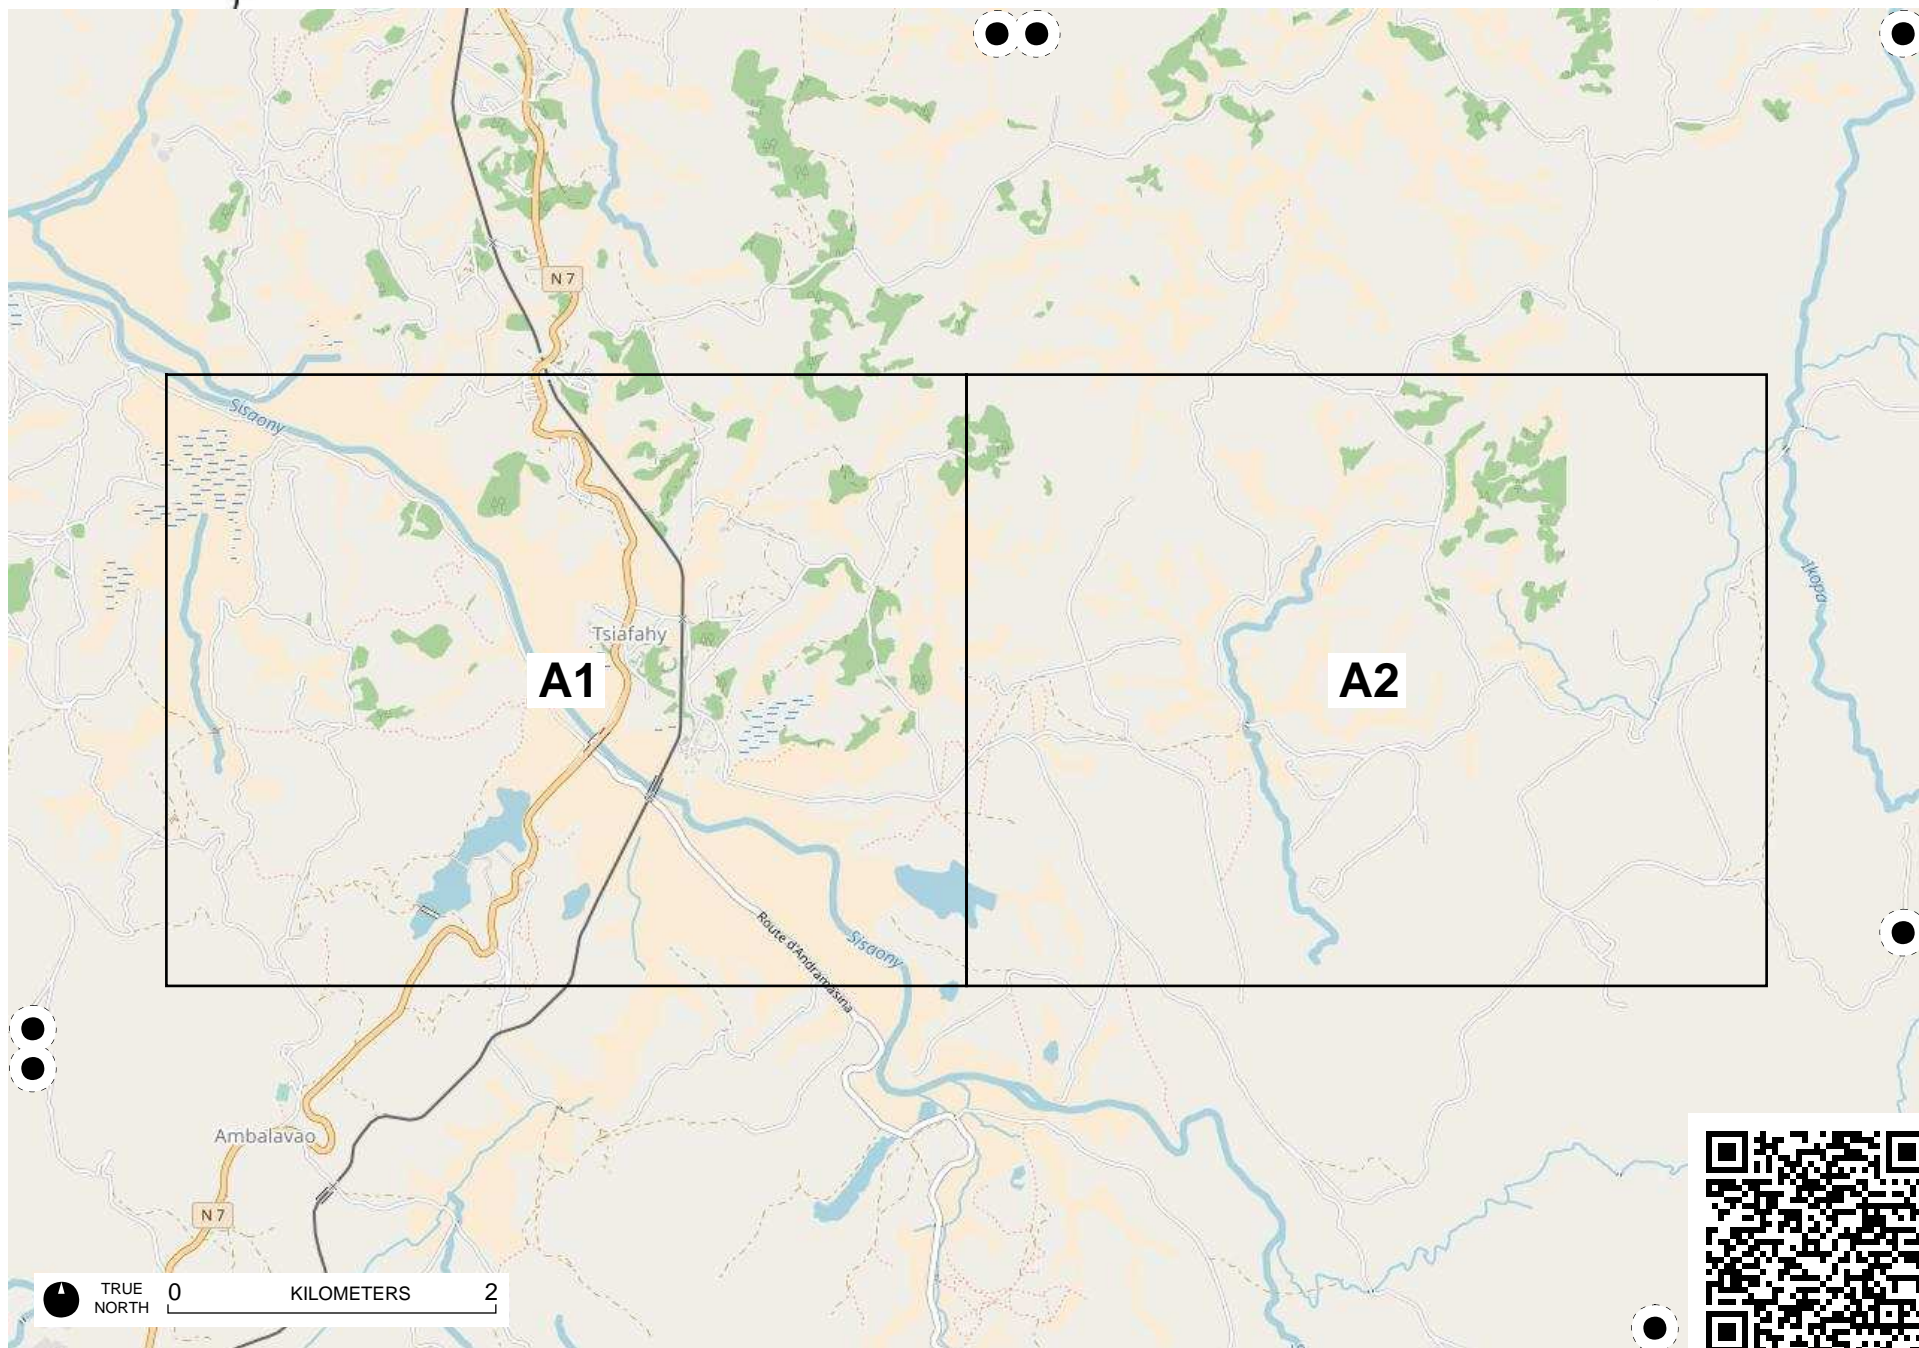 N 7
Sisaony
Ikopa
Tsiafahy
A1
A2
Route d'Andramasina
Sisaony
Ambalavao
N 7
TRUE
NORTH
0
KILOMETERS
2